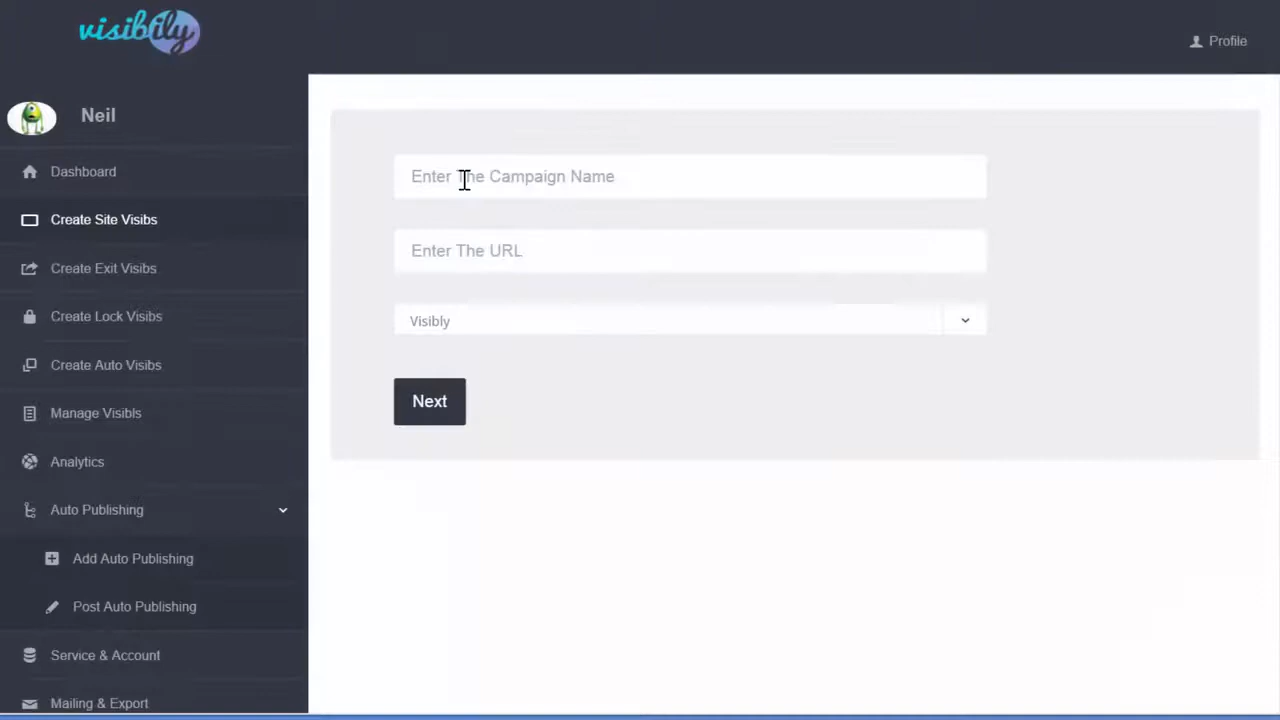 visibily
Profile
Neil
Dashboard
Create Site Visibs
Create Exit Visibs
Create Lock Visibs
Create Auto Visibs
Manage Visibls
Analytics
Auto Publishing
Add Auto Publishing
Post Auto Publishing
Service & Account
Mailing & Export
Enter The Campaign Name
Enter The URL
Visibly
Next